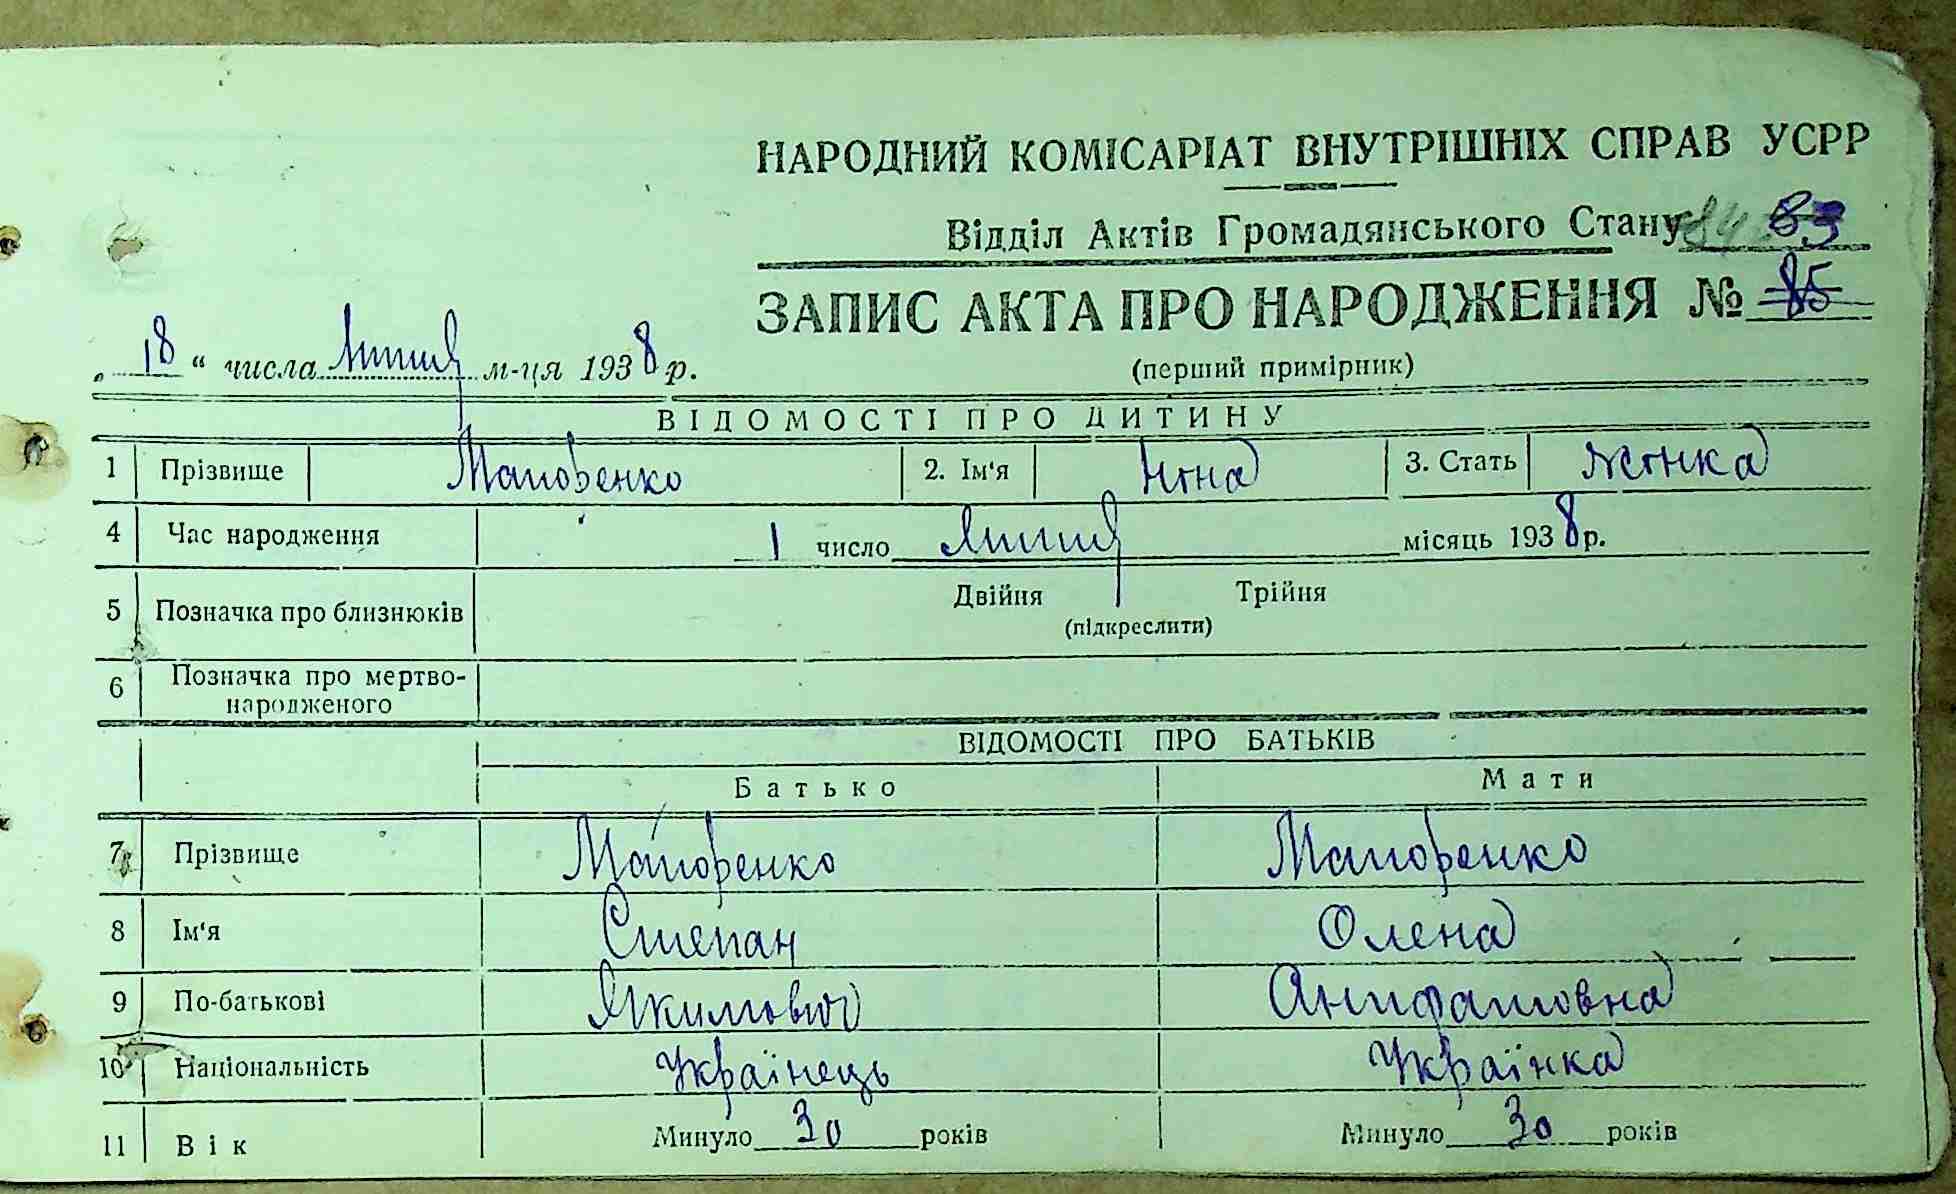 НАРОДНИЙ КОМІСАРІАТ ВНУТРІШНІХ СПРАВ УСРР
Відділ Актів Громадянського Стану 84 83
ЗАПИС АКТА ПРО НАРОДЖЕННЯ № 85
„ 18 “ числа Липня м-ця 1938 р.
(перший примірник)
ВІДОМОСТІ ПРО ДИТИНУ
1 Прізвище 2. Ім'я Ніна 3. Стать жінка
4 Час народження 1 число Липня місяць 1938 р.
5 Позначка про близнюків Двійня Трійня
(підкреслити)
6 Позначка про мертво-
народженого
ВІДОМОСТІ ПРО БАТЬКІВ
Батько Мати
7 Прізвище
8 Ім'я Степан Олена
9 По-батькові Якимович
10 Національність Українець Українка
11 Вік Минуло 30 років Минуло 30 років